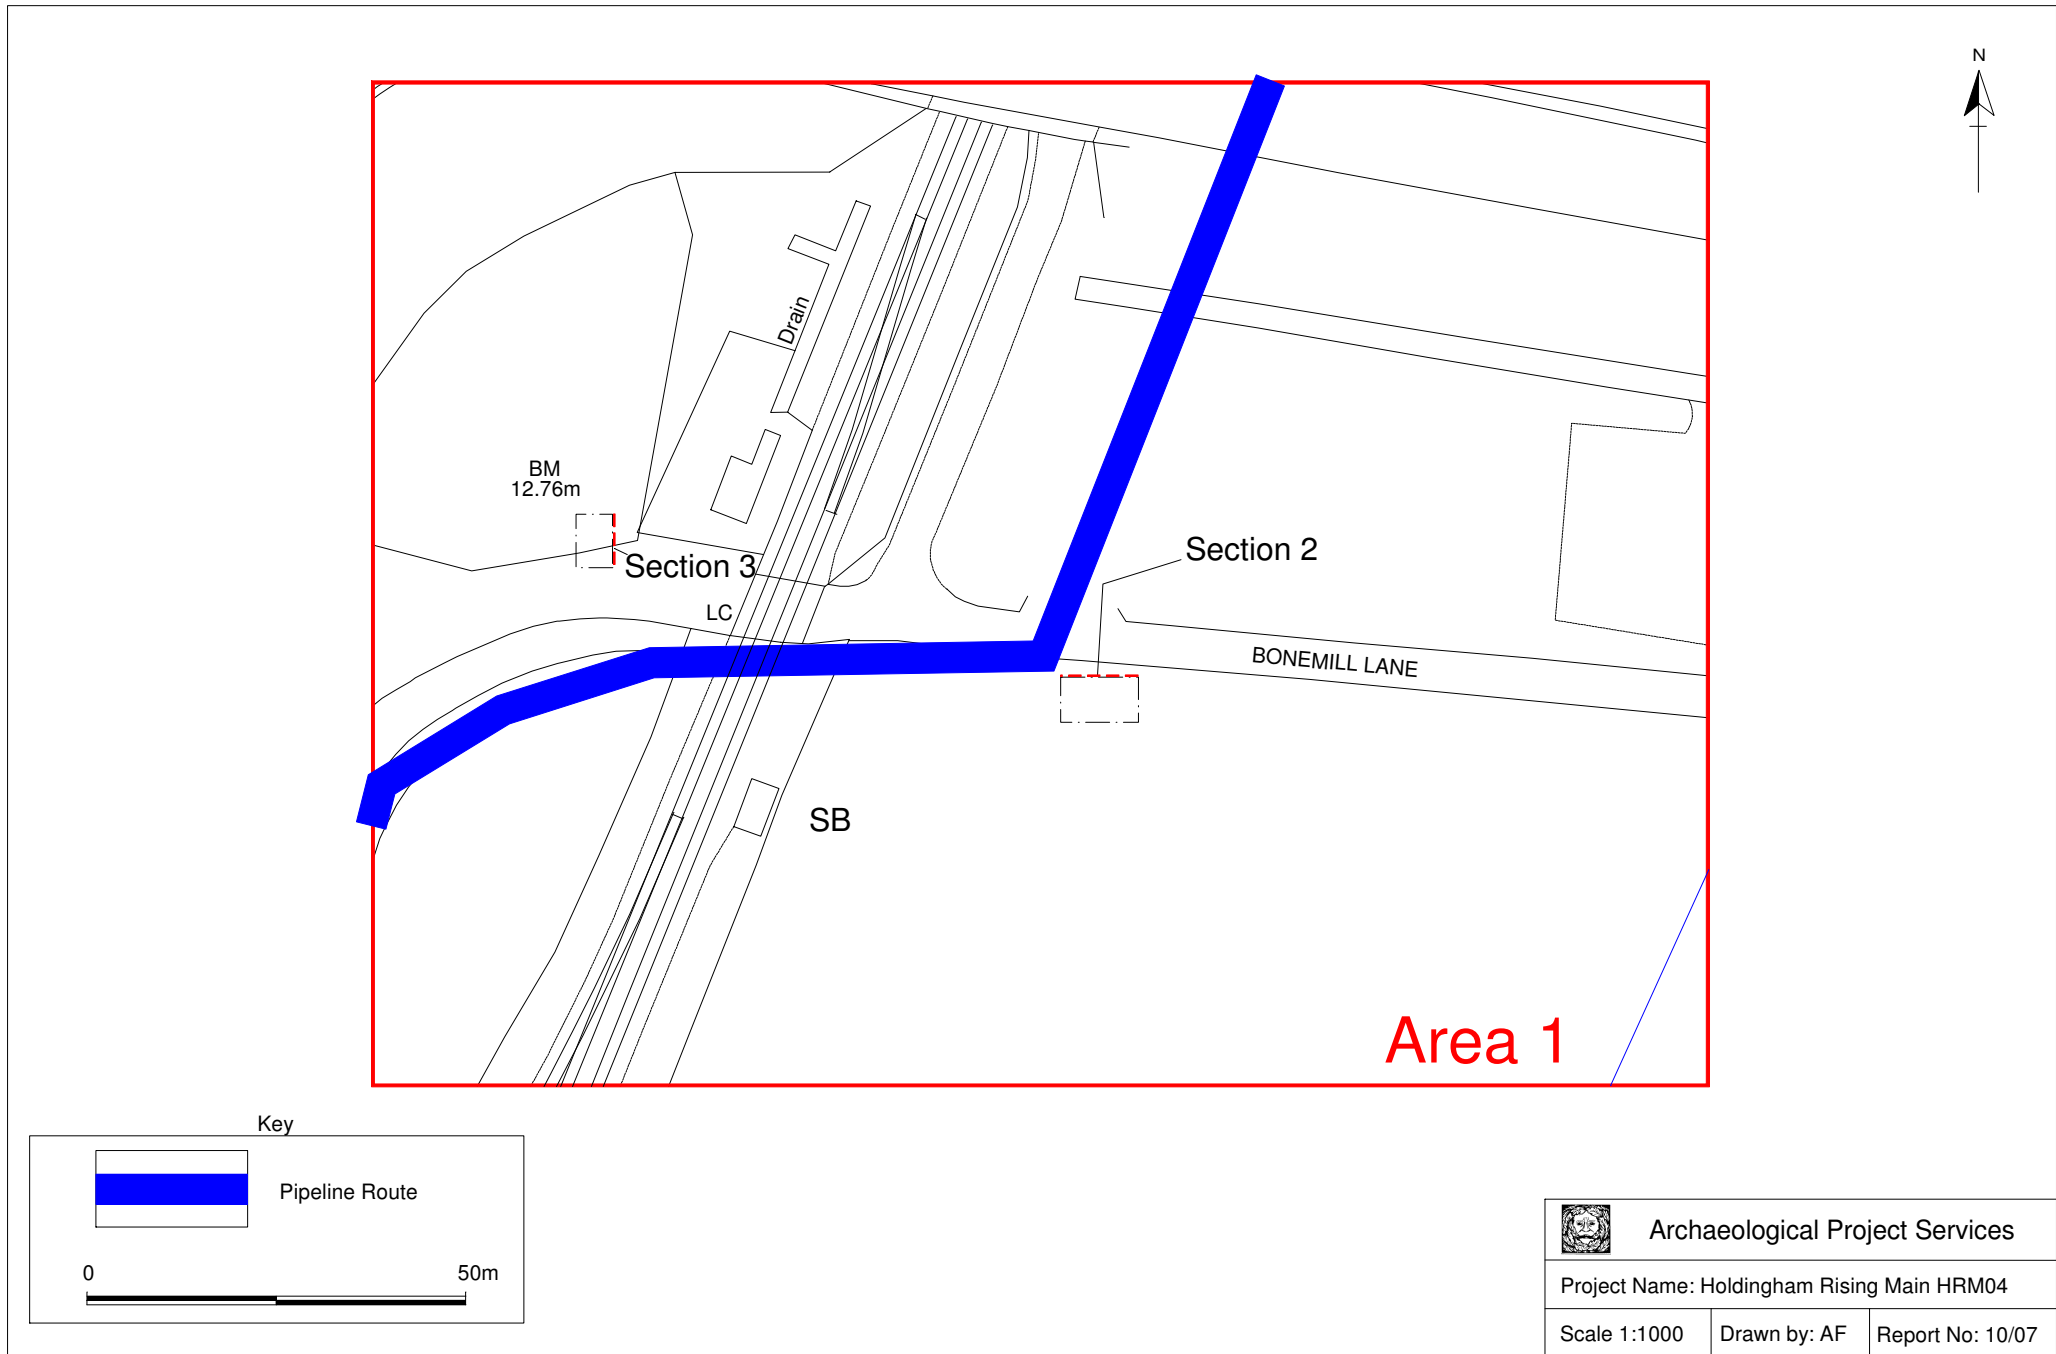 N
Drain
BM
12.76m
Section 3
Section 2
LC
BONEMILL LANE
SB
Area 1
Key
Pipeline Route
0 50m
Archaeological Project Services
Project Name: Holdingham Rising Main HRM04
Scale 1:1000 Drawn by: AF Report No: 10/07